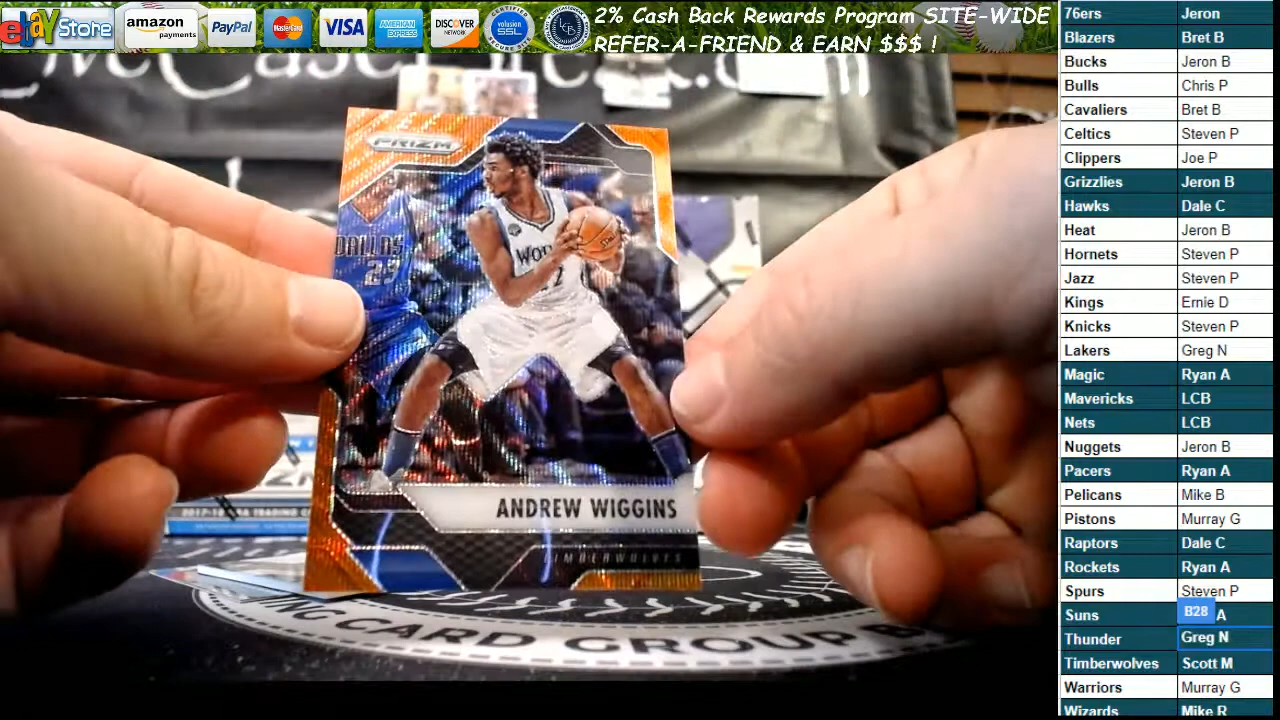 ebay Store
amazon payments
PayPal
MasterCard
VISA
AMERICAN EXPRESS
DISCOVER NETWORK
volusion SSL
LCB
2% Cash Back Rewards Program SITE-WIDE
REFER-A-FRIEND & EARN $$$ !
PRIZM
DALLAS
ANDREW WIGGINS
TIMBERWOLVES
CARD GROUP
76ers Jeron
Blazers Bret B
Bucks Jeron B
Bulls Chris P
Cavaliers Bret B
Celtics Steven P
Clippers Joe P
Grizzlies Jeron B
Hawks Dale C
Heat Jeron B
Hornets Steven P
Jazz Steven P
Kings Ernie D
Knicks Steven P
Lakers Greg N
Magic Ryan A
Mavericks LCB
Nets LCB
Nuggets Jeron B
Pacers Ryan A
Pelicans Mike B
Pistons Murray G
Raptors Dale C
Rockets Ryan A
Spurs Steven P
Suns B28 A
Thunder Greg N
Timberwolves Scott M
Warriors Murray G
Wizards Mike R